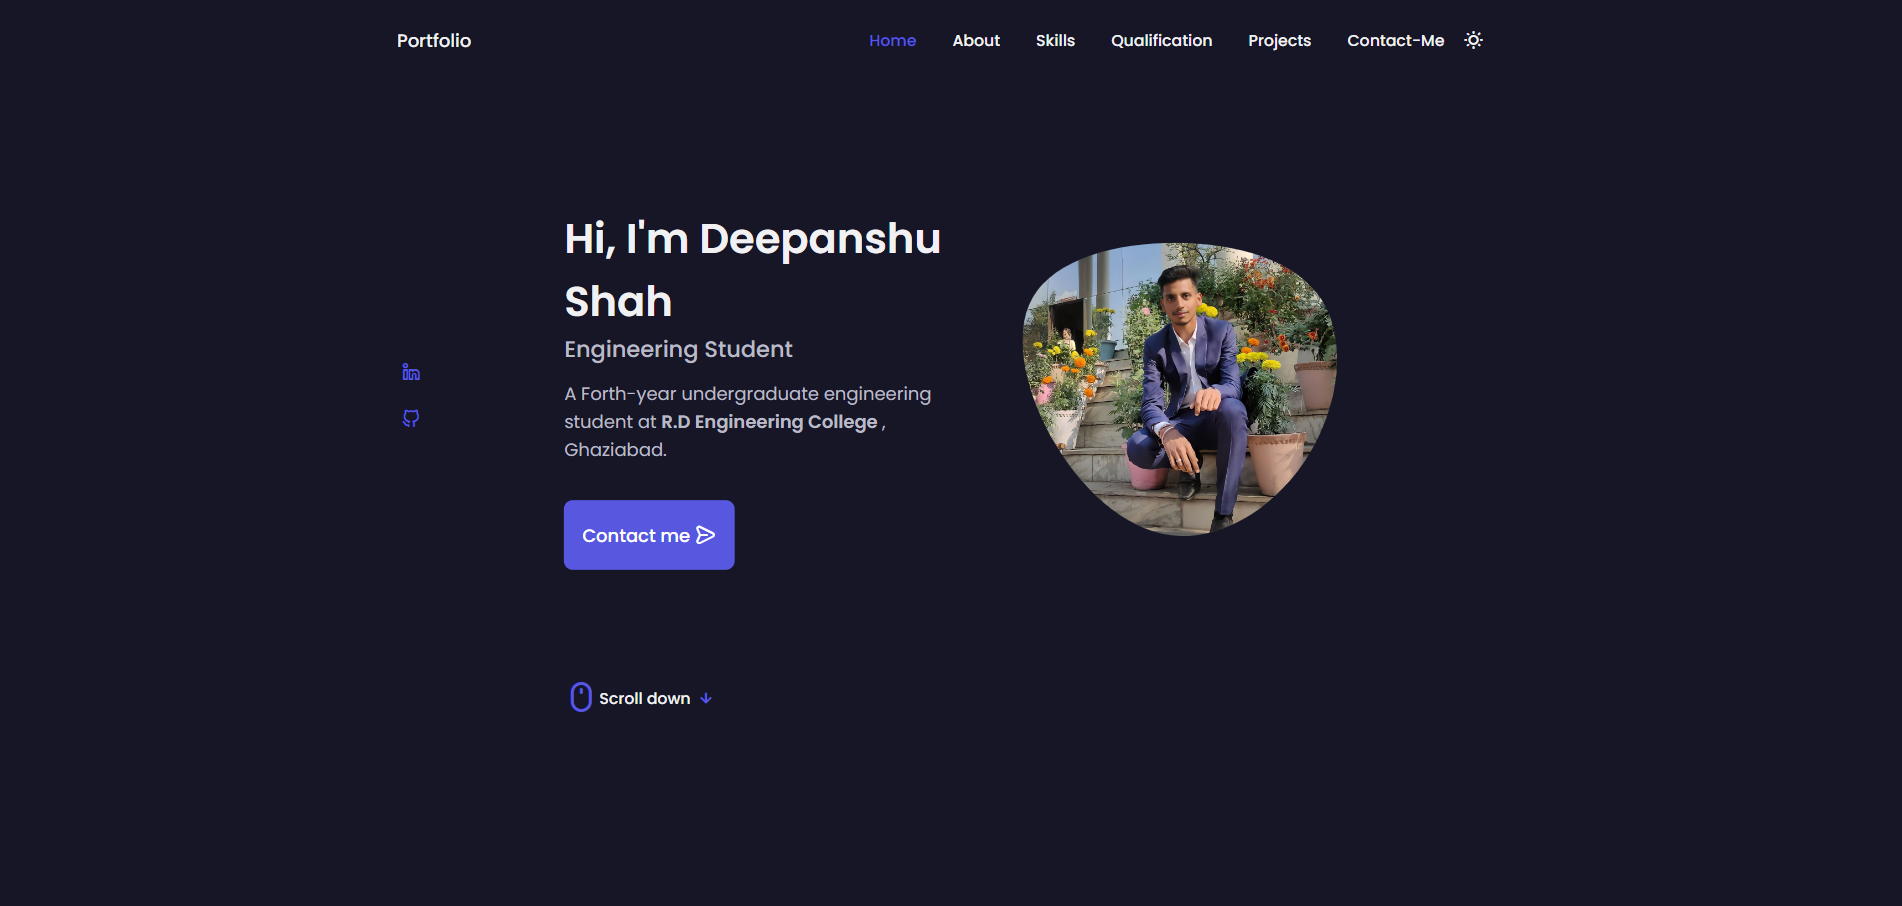 Portfolio
Home About Skills Qualification Projects Contact-Me
Hi, I'm Deepanshu
Shah
Engineering Student
A Forth-year undergraduate engineering
student at R.D Engineering College ,
Ghaziabad.
Contact me
Scroll down